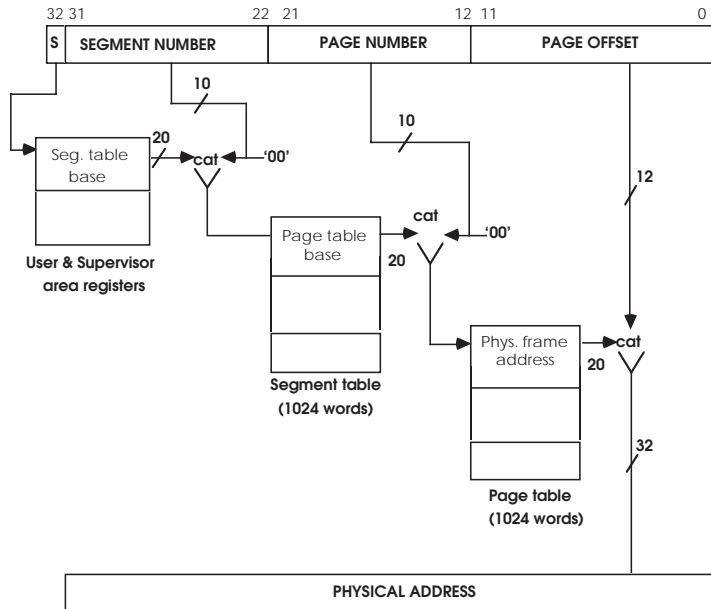 32 31 22 21 12 11 0
S SEGMENT NUMBER PAGE NUMBER PAGE OFFSET
10
10
20
Seg. table
base
cat
'00'
12
User & Supervisor
area registers
Page table
base
cat
'00'
20
Segment table
(1024 words)
Phys. frame
address
cat
20
32
Page table
(1024 words)
PHYSICAL ADDRESS